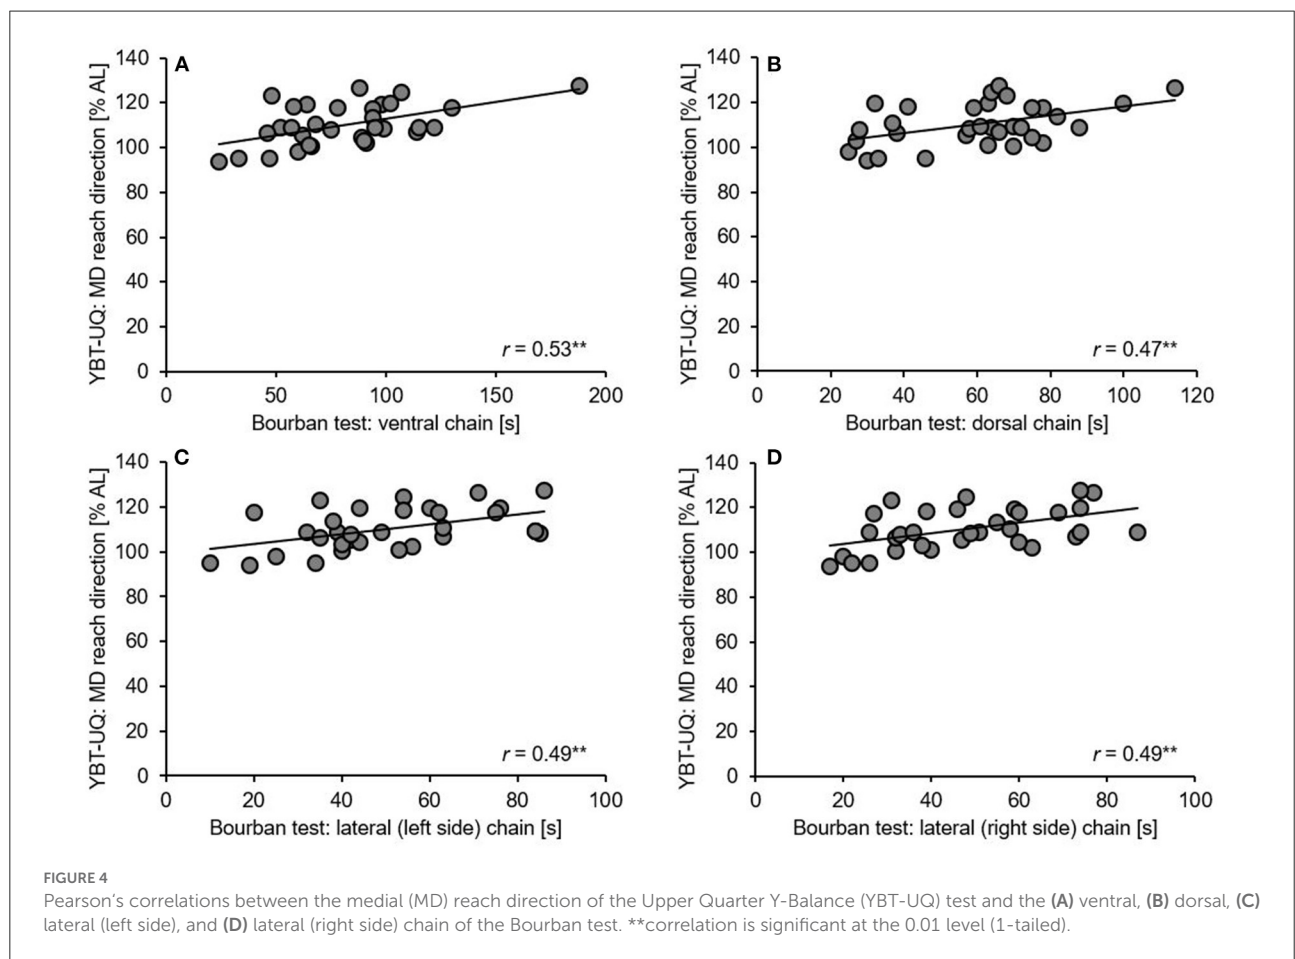 A
YBT-UQ: MD reach direction [% AL]
140
120
100
80
60
40
20
0
r = 0.53**
0 50 100 150 200
Bourban test: ventral chain [s]
B
YBT-UQ: MD reach direction [% AL]
140
120
100
80
60
40
20
0
r = 0.47**
0 20 40 60 80 100 120
Bourban test: dorsal chain [s]
C
YBT-UQ: MD reach direction [% AL]
140
120
100
80
60
40
20
0
r = 0.49**
0 20 40 60 80 100
Bourban test: lateral (left side) chain [s]
D
YBT-UQ: MD reach direction [% AL]
140
120
100
80
60
40
20
0
r = 0.49**
0 20 40 60 80 100
Bourban test: lateral (right side) chain [s]
FIGURE 4
Pearson's correlations between the medial (MD) reach direction of the Upper Quarter Y-Balance (YBT-UQ) test and the (A) ventral, (B) dorsal, (C)
lateral (left side), and (D) lateral (right side) chain of the Bourban test. **correlation is significant at the 0.01 level (1-tailed).